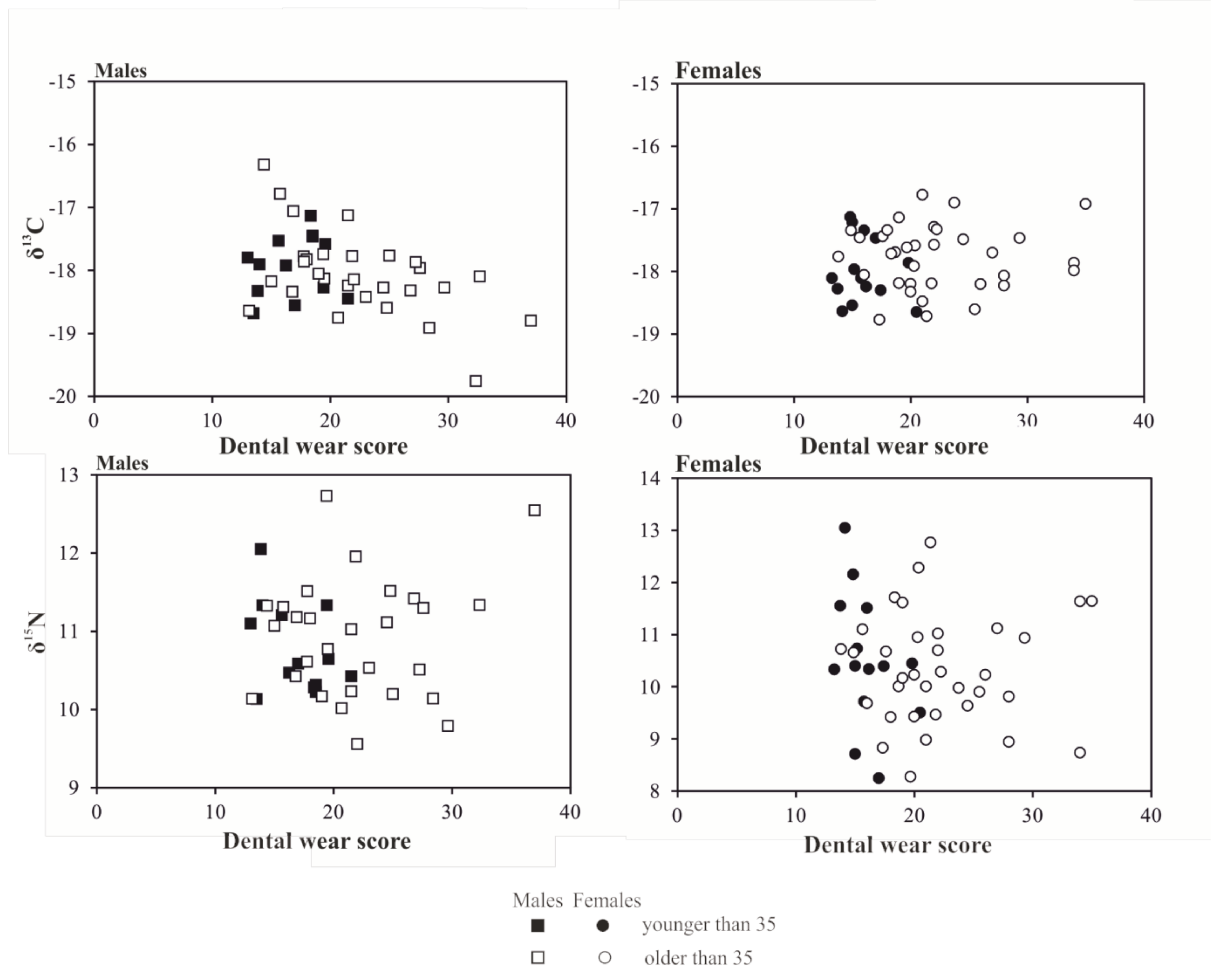 Males
-15
-16
-17
-18
-19
-20
δ¹³C
0 10 20 30 40
Dental wear score
Females
-15
-16
-17
-18
-19
-20
0 10 20 30 40
Dental wear score
Males
13
12
11
10
9
δ¹⁵N
0 10 20 30 40
Dental wear score
Females
14
13
12
11
10
9
8
0 10 20 30 40
Dental wear score
Males Females
younger than 35
older than 35